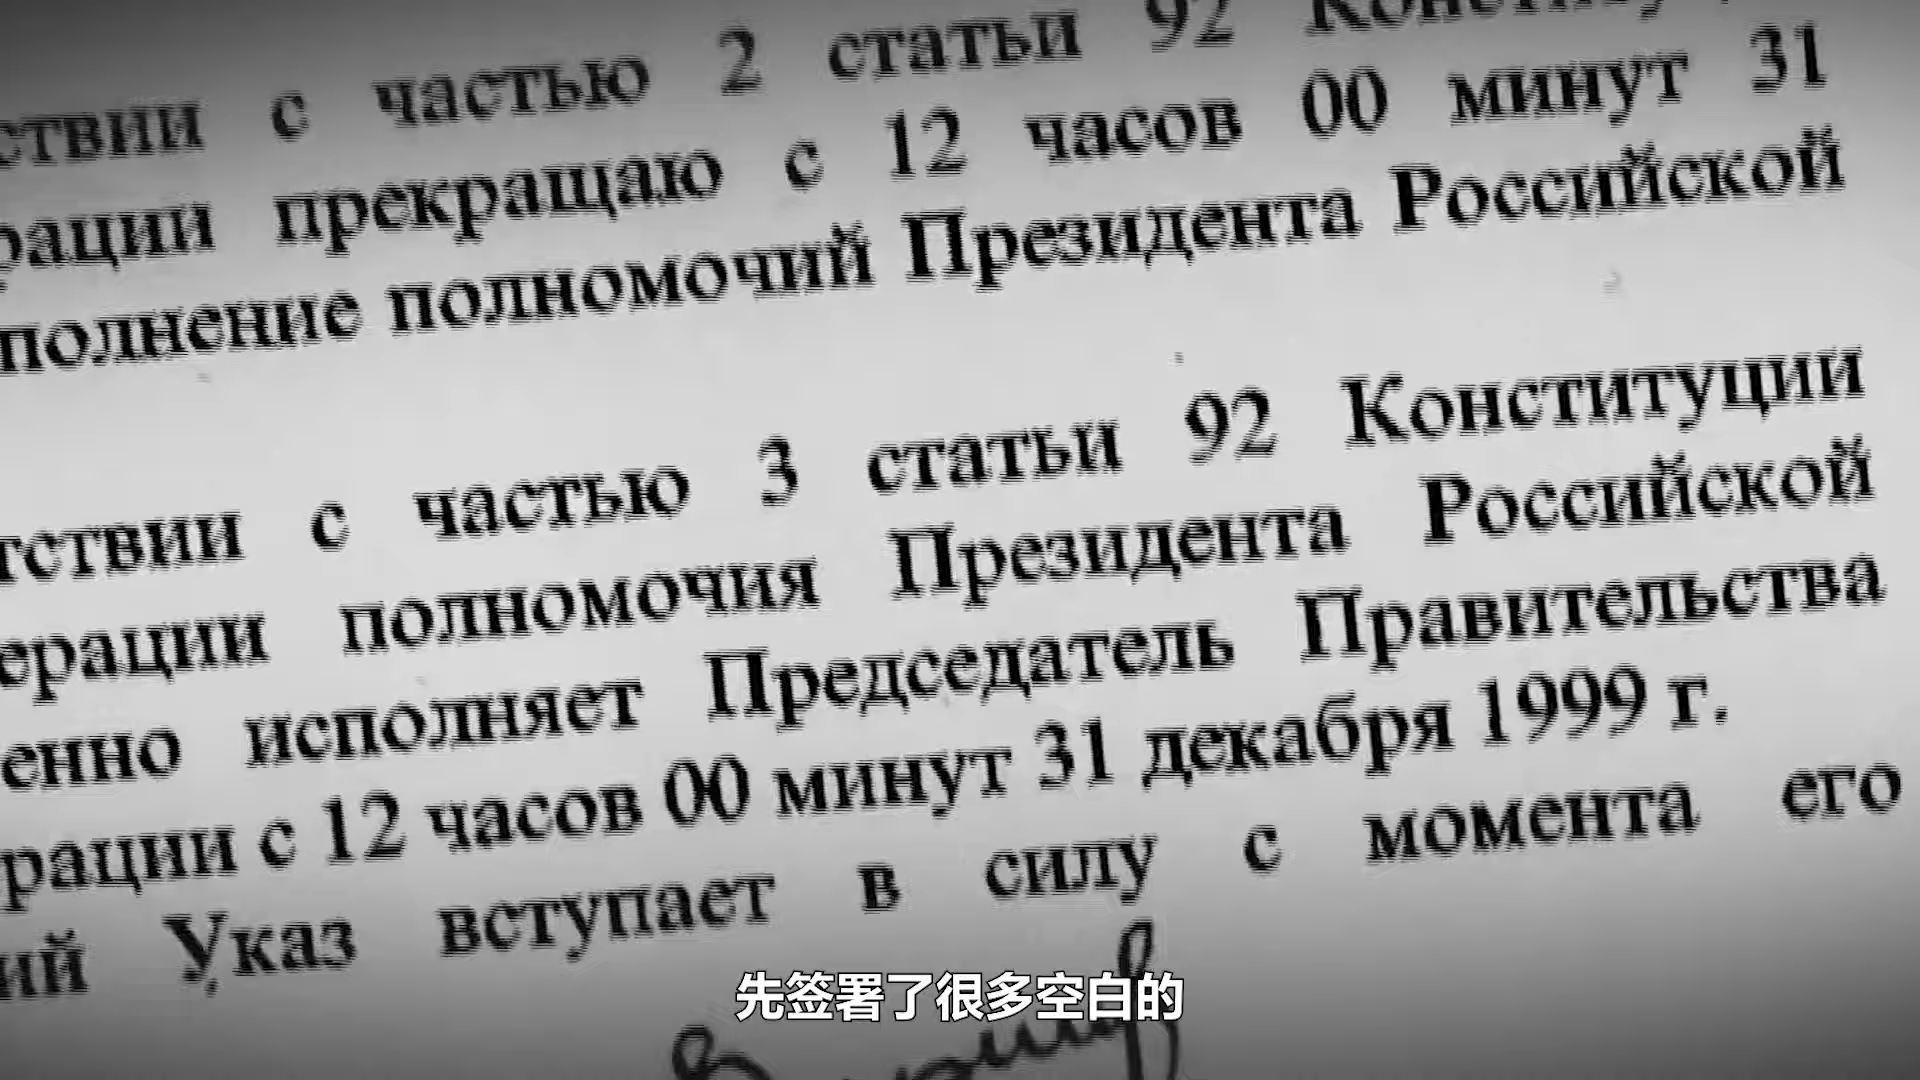 ствии с частью 2 статьи 92
рации прекращаю с 12 часов 00 минут 31
полнение полномочий Президента Российской
тствии с частью 3 статьи 92 Конституции
ерации полномочия Президента Российской
енно исполняет Председатель Правительства
рации с 12 часов 00 минут 31 декабря 1999 г.
ий Указ вступает в силу с момента его
先签署了很多空白的